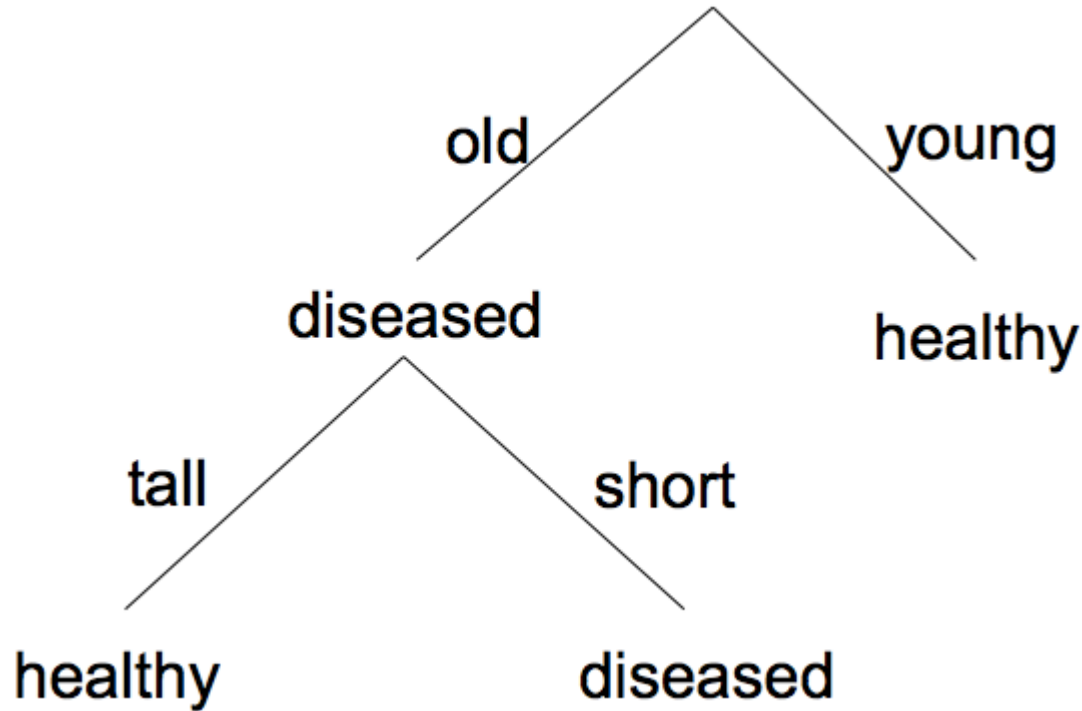 old
young
diseased
healthy
tall
short
healthy
diseased